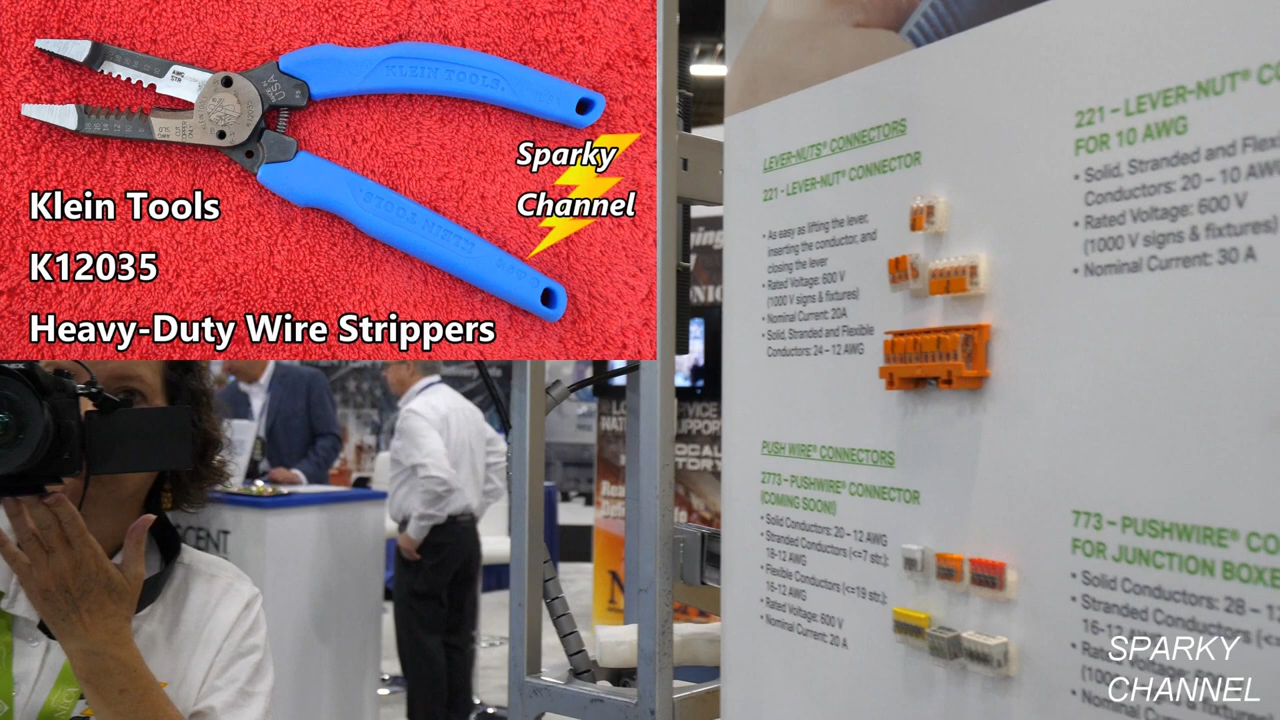 KLEIN TOOLS
AWG
STR
USA
KLEIN TOOLS
Sparky
Channel
Klein Tools
K12035
Heavy-Duty Wire Strippers
LEVER-NUTS® CONNECTORS
221 - LEVER-NUT® CONNECTOR
• As easy as lifting the lever,
inserting the conductor, and
closing the lever
• Rated Voltage: 600 V
(1000 V signs & fixtures)
• Nominal Current: 20A
• Solid, Stranded and Flexible
Conductors: 24 – 12 AWG
PUSH WIRE® CONNECTORS
2773 – PUSHWIRE® CONNECTOR
(COMING SOON!)
• Solid Conductors: 20 – 12 AWG
• Stranded Conductors (<=7 str.):
18-12 AWG
• Flexible Conductors (<=19 str.):
16-12 AWG
• Rated Voltage: 600 V
• Nominal Current: 20 A
221 – LEVER-NUT® CO
FOR 10 AWG
• Solid, Stranded and Flex
Conductors: 20 – 10 AWG
• Rated Voltage: 600 V
(1000 V signs & fixtures)
• Nominal Current: 30 A
773 – PUSHWIRE® CO
FOR JUNCTION BOXE
• Solid Conductors: 28 – 1
• Stranded Conductors (<
16-12
SPARKY
CHANNEL